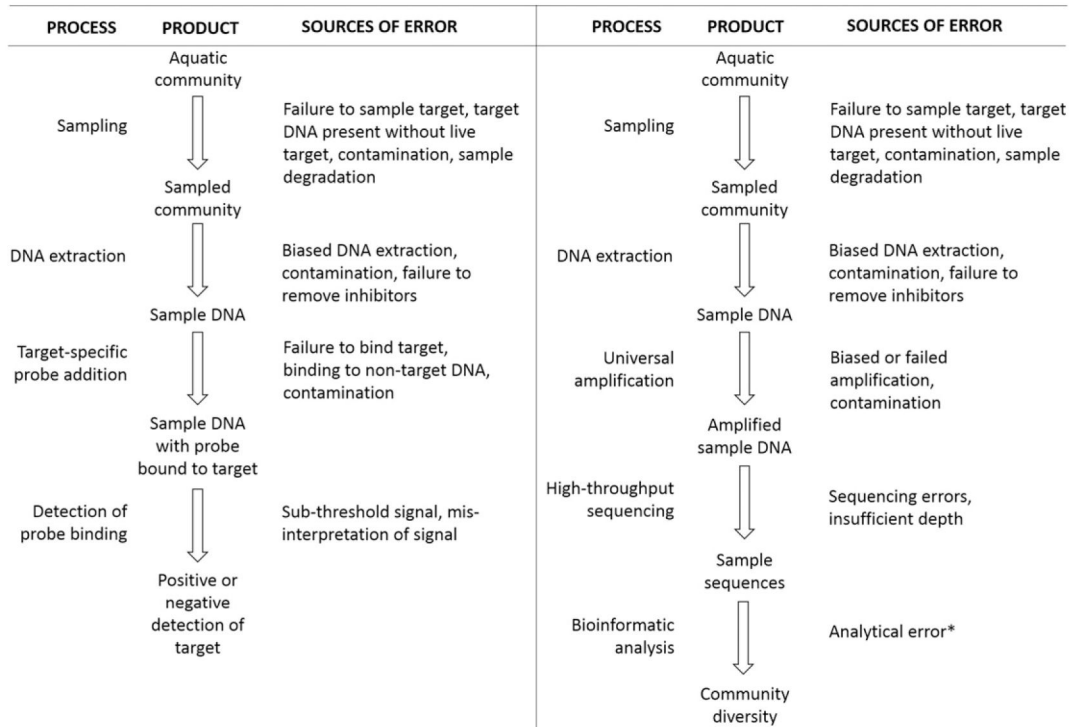 PROCESS PRODUCT SOURCES OF ERROR
Aquatic
community
Sampling
Failure to sample target, target
DNA present without live
target, contamination, sample
degradation
Sampled
community
DNA extraction
Biased DNA extraction,
contamination, failure to
remove inhibitors
Sample DNA
Target-specific
probe addition
Failure to bind target,
binding to non-target DNA,
contamination
Sample DNA
with probe
bound to target
Detection of
probe binding
Sub-threshold signal, mis-
interpretation of signal
Positive or
negative
detection of
target
PROCESS PRODUCT SOURCES OF ERROR
Aquatic
community
Sampling
Failure to sample target, target
DNA present without live
target, contamination, sample
degradation
Sampled
community
DNA extraction
Biased DNA extraction,
contamination, failure to
remove inhibitors
Sample DNA
Universal
amplification
Biased or failed
amplification,
contamination
Amplified
sample DNA
High-throughput
sequencing
Sequencing errors,
insufficient depth
Sample
sequences
Bioinformatic
analysis
Analytical error*
Community
diversity